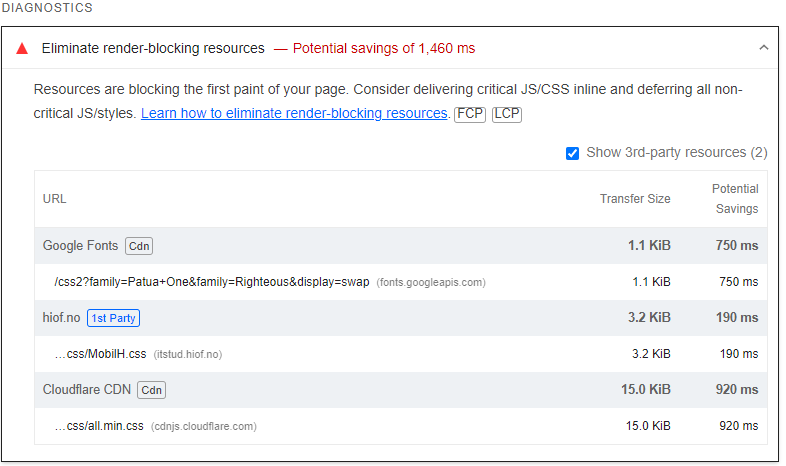 DIAGNOSTICS
Eliminate render-blocking resources — Potential savings of 1,460 ms
Resources are blocking the first paint of your page. Consider delivering critical JS/CSS inline and deferring all non-
critical JS/styles. Learn how to eliminate render-blocking resources. FCP LCP
Show 3rd-party resources (2)
URL Transfer Size Potential Savings
Google Fonts Cdn 1.1 KiB 750 ms
/css2?family=Patua+One&family=Righteous&display=swap (fonts.googleapis.com) 1.1 KiB 750 ms
hiof.no 1st Party 3.2 KiB 190 ms
…css/MobilH.css (itstud.hiof.no) 3.2 KiB 190 ms
Cloudflare CDN Cdn 15.0 KiB 920 ms
…css/all.min.css (cdnjs.cloudflare.com) 15.0 KiB 920 ms